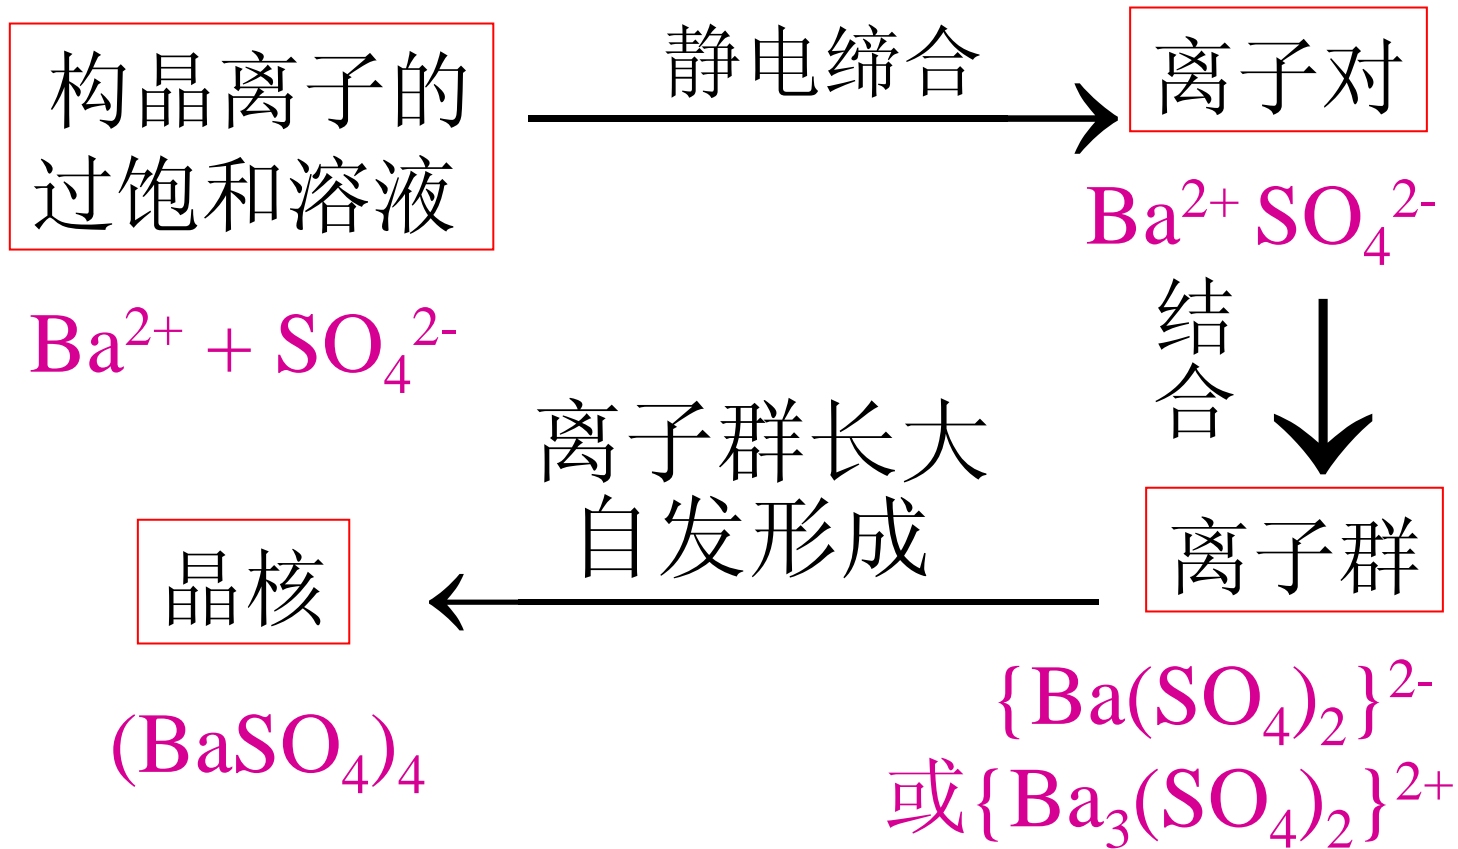 构晶离子的
过饱和溶液
Ba²⁺ + SO₄²⁻
静电缔合
离子对
Ba²⁺ SO₄²⁻
结
合
离子群
{Ba(SO₄)₂}²⁻
或{Ba₃(SO₄)₂}²⁺
离子群长大
自发形成
晶核
(BaSO₄)₄